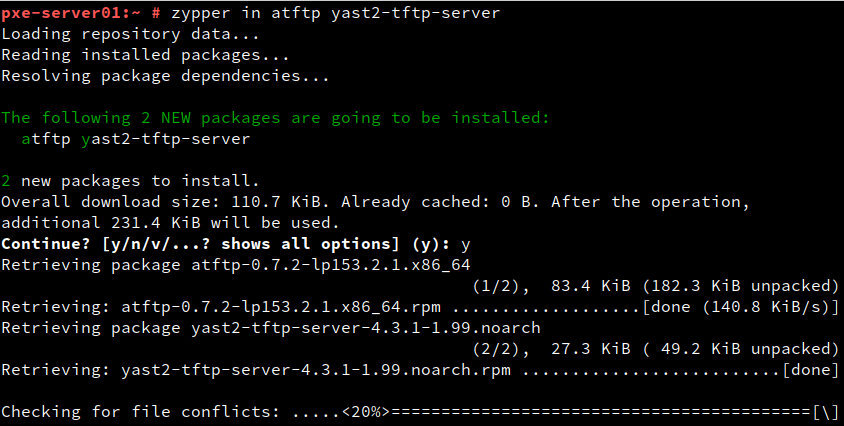 pxe-server01:~ # zypper in atftp yast2-tftp-server
Loading repository data...
Reading installed packages...
Resolving package dependencies...
The following 2 NEW packages are going to be installed:
  atftp yast2-tftp-server
2 new packages to install.
Overall download size: 110.7 KiB. Already cached: 0 B. After the operation,
additional 231.4 KiB will be used.
Continue? [y/n/v/...? shows all options] (y): y
Retrieving package atftp-0.7.2-lp153.2.1.x86_64
(1/2),  83.4 KiB (182.3 KiB unpacked)
Retrieving: atftp-0.7.2-lp153.2.1.x86_64.rpm ...................[done (140.8 KiB/s)]
Retrieving package yast2-tftp-server-4.3.1-1.99.noarch
(2/2),  27.3 KiB ( 49.2 KiB unpacked)
Retrieving: yast2-tftp-server-4.3.1-1.99.noarch.rpm ..........................[done]
Checking for file conflicts: .....<20%>==========================================[\]